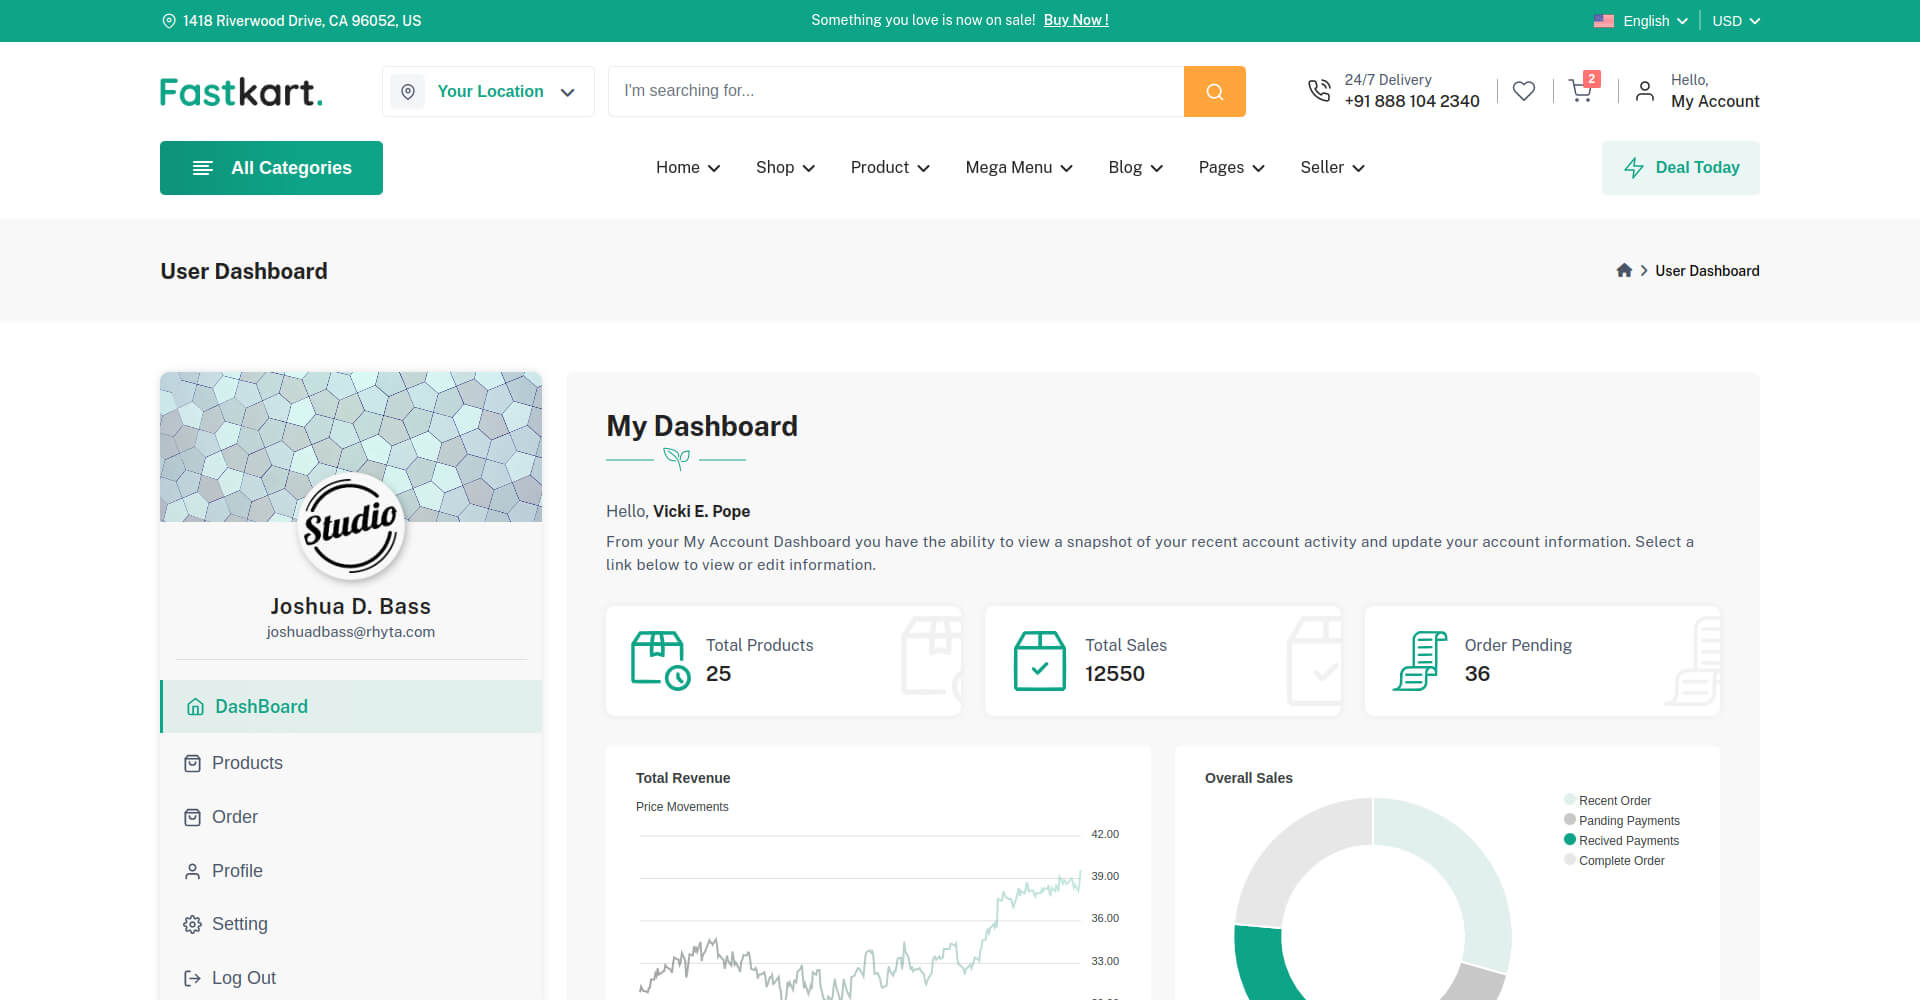 1418 Riverwood Drive, CA 96052, US
Something you love is now on sale! Buy Now !
English
USD
Fastkart.
Your Location
I'm searching for...
24/7 Delivery
+91 888 104 2340
2
Hello,
My Account
All Categories
Home
Shop
Product
Mega Menu
Blog
Pages
Seller
Deal Today
User Dashboard
User Dashboard
Studio
Joshua D. Bass
joshuadbass@rhyta.com
DashBoard
Products
Order
Profile
Setting
Log Out
My Dashboard
Hello, Vicki E. Pope
From your My Account Dashboard you have the ability to view a snapshot of your recent account activity and update your account information. Select a
link below to view or edit information.
Total Products
25
Total Sales
12550
Order Pending
36
Total Revenue
Price Movements
42.00
39.00
36.00
33.00
Overall Sales
Recent Order
Panding Payments
Recived Payments
Complete Order